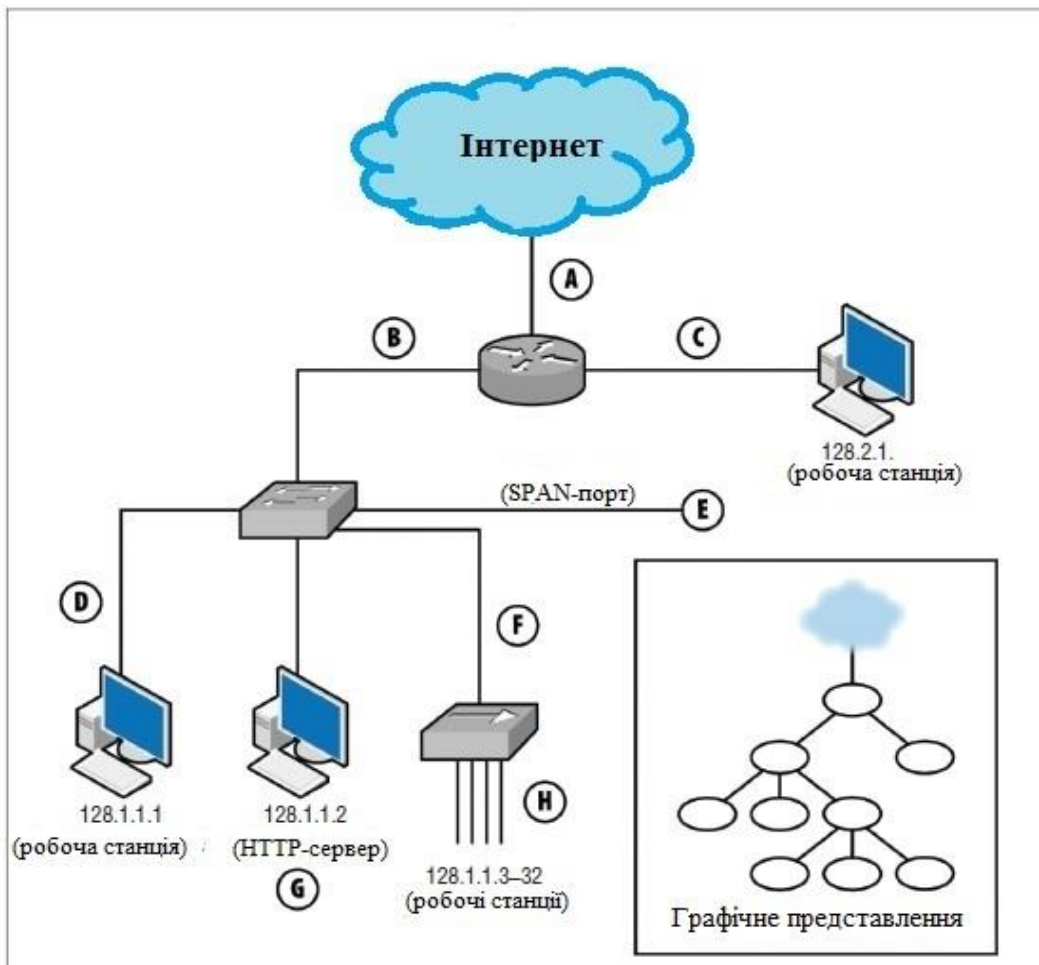 Інтернет
A
B
C
128.2.1.
(робоча станція)
(SPAN-порт)
E
D
F
H
128.1.1.1
(робоча станція)
128.1.1.2
(HTTP-сервер)
G
128.1.1.3–32
(робочі станції)
Графічне представлення